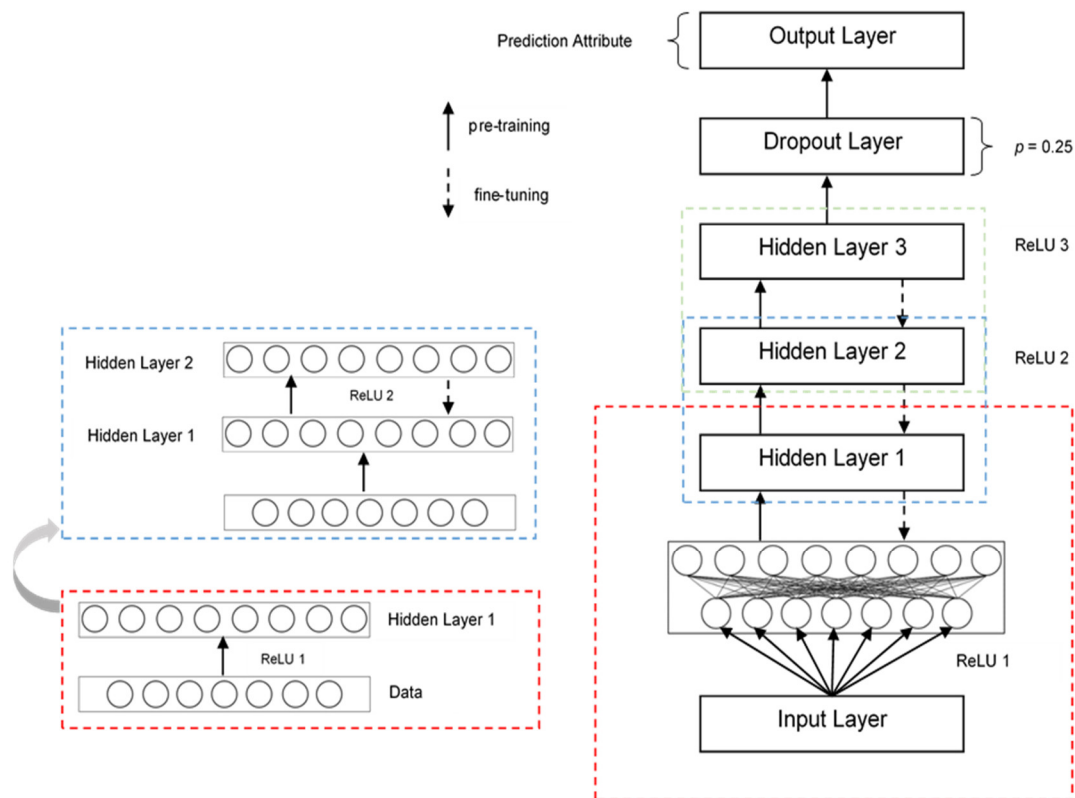 Prediction Attribute
Output Layer
pre-training
Dropout Layer
p = 0.25
fine-tuning
Hidden Layer 3
ReLU 3
Hidden Layer 2
ReLU 2
Hidden Layer 1
ReLU 1
Input Layer
Hidden Layer 2
ReLU 2
Hidden Layer 1
Hidden Layer 1
ReLU 1
Data